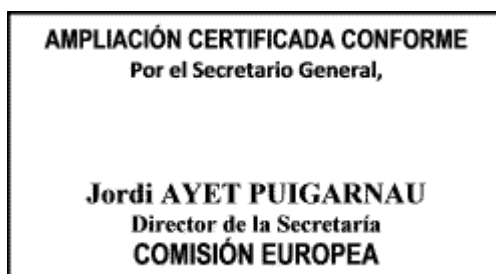 AMPLIACIÓN CERTIFICADA CONFORME
Por el Secretario General,
Jordi AYET PUIGARNAU
Director de la Secretaría
COMISIÓN EUROPEA